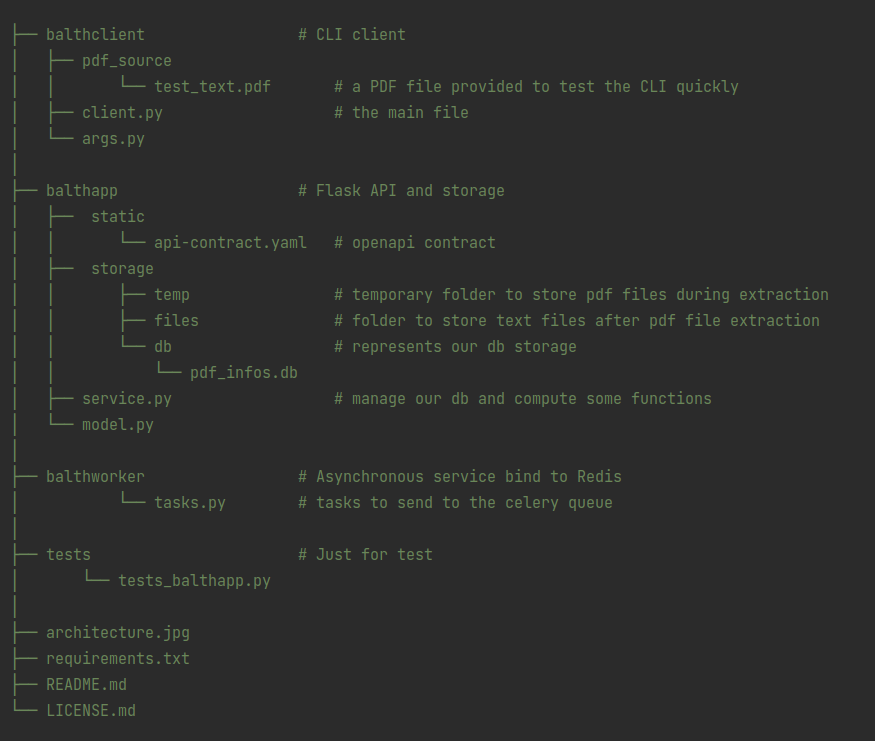 ├── balthclient                 # CLI client
│   ├── pdf_source
│   │       └── test_text.pdf       # a PDF file provided to test the CLI quickly
│   ├── client.py                   # the main file
│   └── args.py
│
├── balthapp                    # Flask API and storage
│   ├──  static
│   │       └── api-contract.yaml   # openapi contract
│   ├──  storage
│   │       ├── temp                # temporary folder to store pdf files during extraction
│   │       ├── files               # folder to store text files after pdf file extraction
│   │       └── db                  # represents our db storage
│   │           └── pdf_infos.db
│   ├── service.py                  # manage our db and compute some functions
│   └── model.py
│
├── balthworker                 # Asynchronous service bind to Redis
│           └── tasks.py        # tasks to send to the celery queue
│
├── tests                       # Just for test
│       └── tests_balthapp.py
│
├── architecture.jpg
├── requirements.txt
├── README.md
└── LICENSE.md